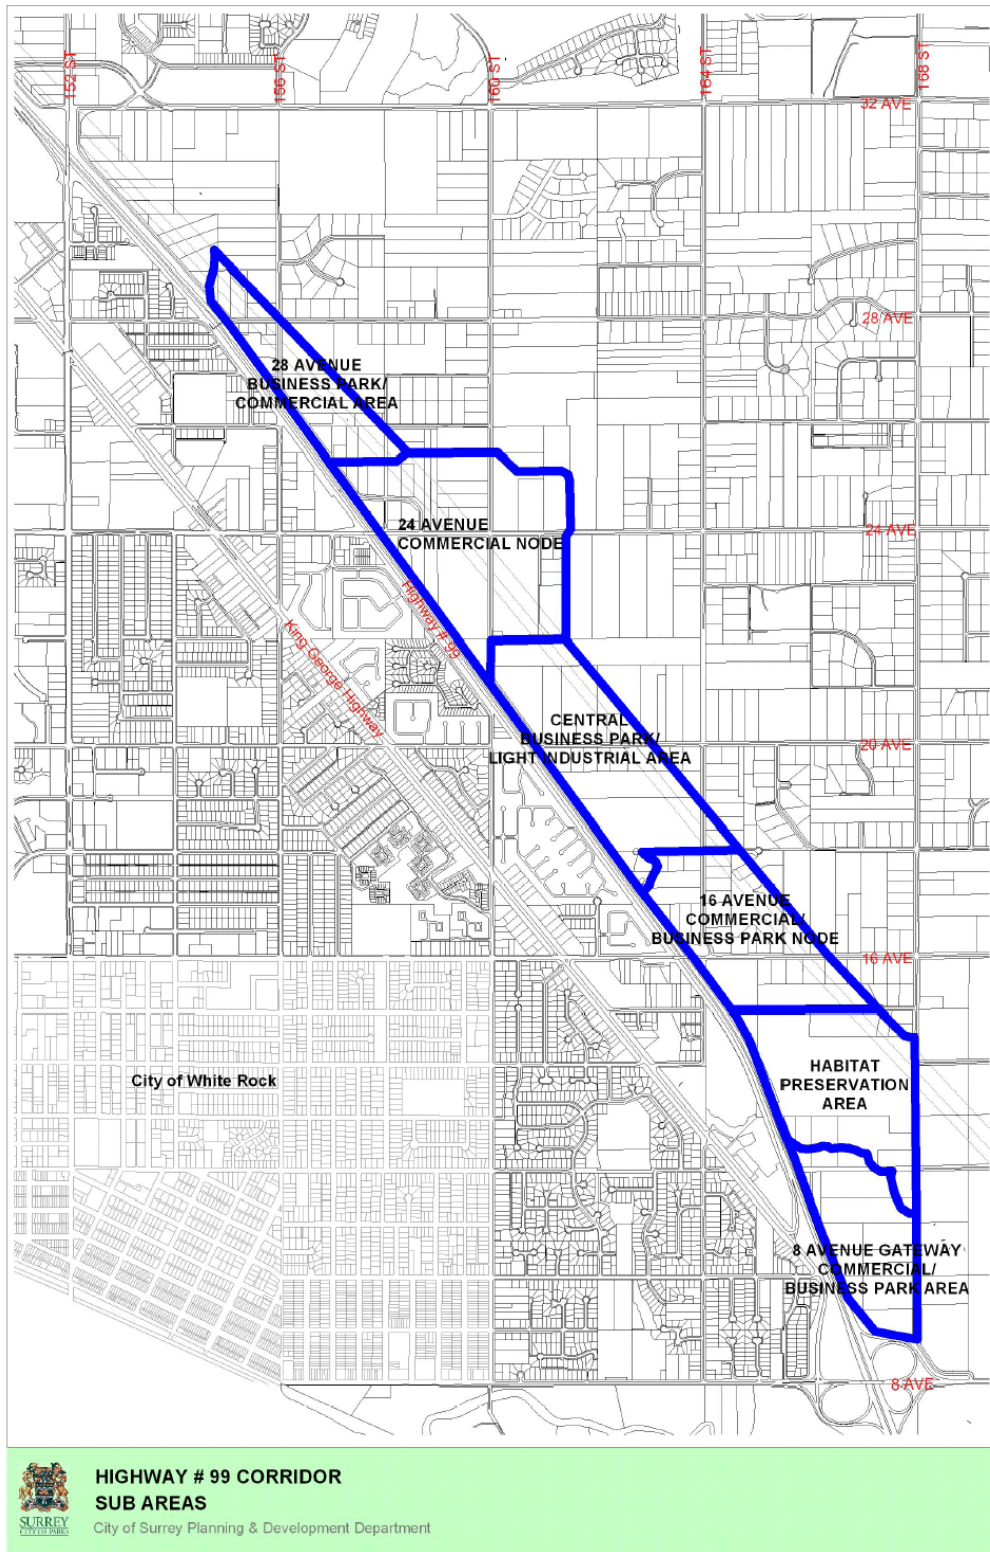 152 ST
156 ST
160 ST
164 ST
168 ST
32 AVE
28 AVE
28 AVENUE
BUSINESS PARK/
COMMERCIAL AREA
24 AVENUE
COMMERCIAL NODE
24 AVE
Highway # 99
King George Highway
CENTRAL
BUSINESS PARK/
LIGHT INDUSTRIAL AREA
20 AVE
16 AVENUE
COMMERCIAL/
BUSINESS PARK NODE
16 AVE
City of White Rock
HABITAT
PRESERVATION
AREA
8 AVENUE GATEWAY
COMMERCIAL/
BUSINESS PARK AREA
8 AVE
HIGHWAY # 99 CORRIDOR
SUB AREAS
City of Surrey Planning & Development Department
SURREY
CITY OF PARKS